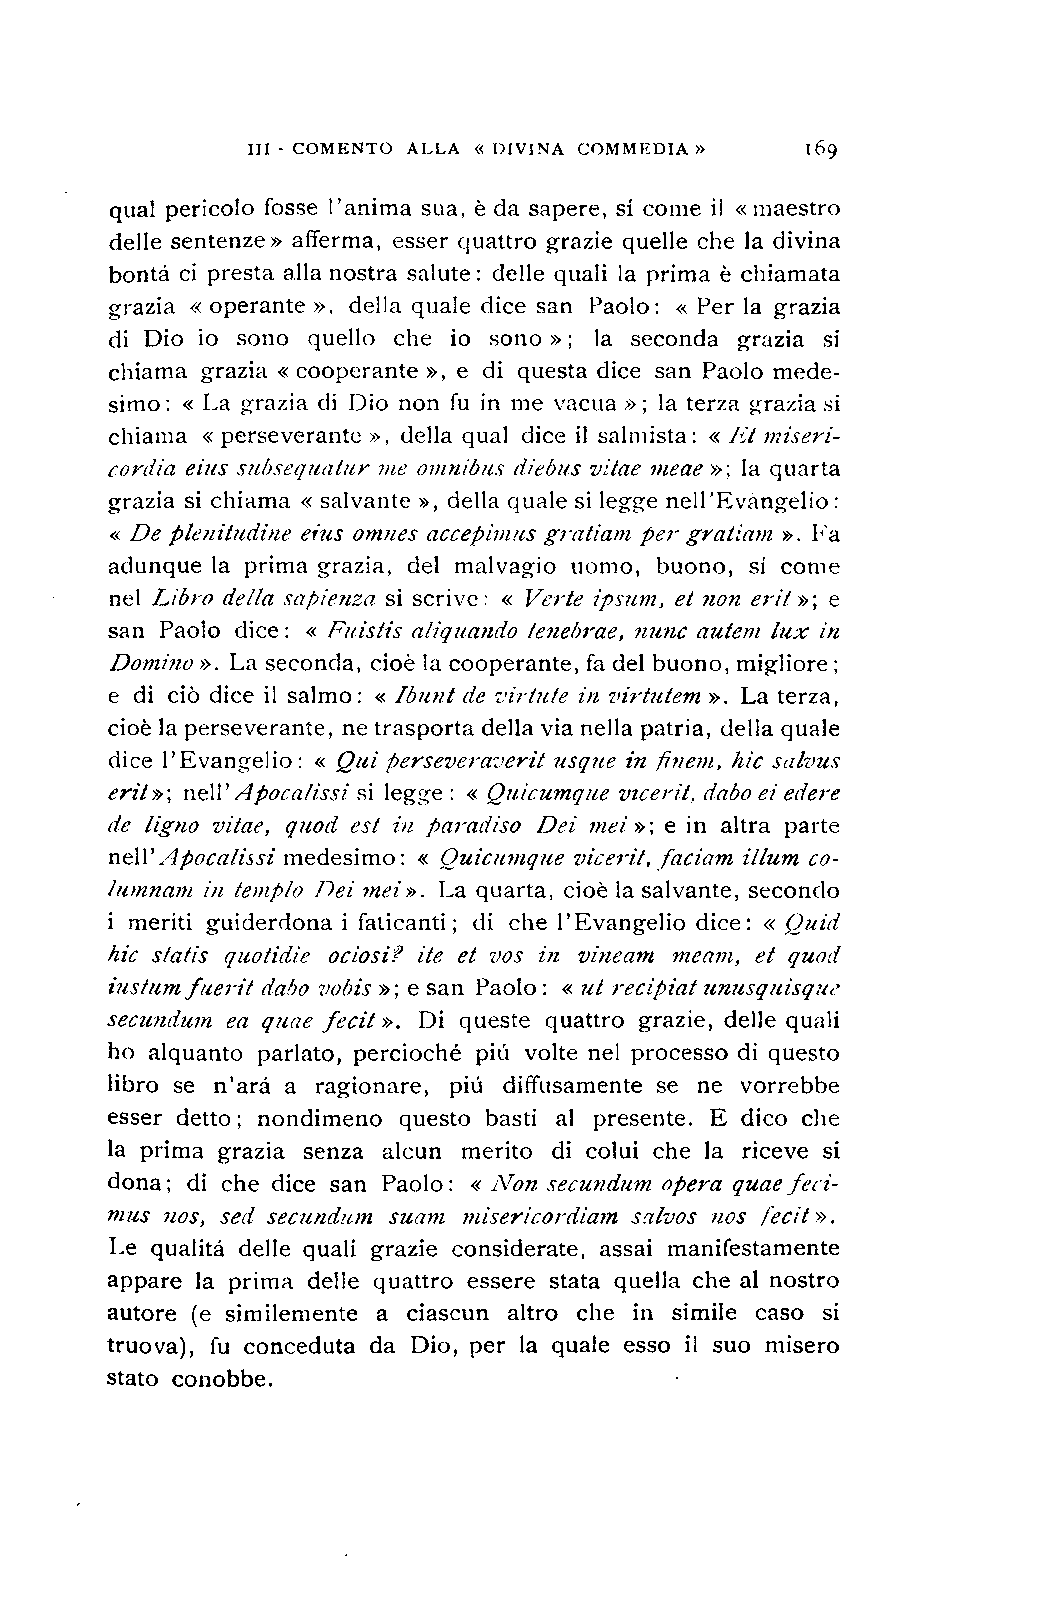 III - COMENTO ALLA « DIVINA COMMEDIA » 169
qual pericolo fosse l'anima sua, è da sapere, sí come il « maestro
delle sentenze » afferma, esser quattro grazie quelle che la divina
bontá ci presta alla nostra salute: delle quali la prima è chiamata
grazia « operante », della quale dice san Paolo: « Per la grazia
di Dio io sono quello che io sono »; la seconda grazia si
chiama grazia « cooperante », e di questa dice san Paolo mede-
simo: « La grazia di Dio non fu in me vacua »; la terza grazia si
chiama « perseverante », della qual dice il salmista: « Et miseri-
cordia eius subsequatur me omnibus diebus vitae meae »; la quarta
grazia si chiama « salvante », della quale si legge nell'Evangelio:
« De plenitudine eius omnes accepimus gratiam per gratiam ». Fa
adunque la prima grazia, del malvagio uomo, buono, sí come
nel Libro della sapienza si scrive: « Verte ipsum, et non erit »; e
san Paolo dice: « Fuistis aliquando tenebrae, nunc autem lux in
Domino ». La seconda, cioè la cooperante, fa del buono, migliore;
e di ciò dice il salmo: « Ibunt de virtute in virtutem ». La terza,
cioè la perseverante, ne trasporta della via nella patria, della quale
dice l'Evangelio: « Qui perseveraverit usque in finem, hic salvus
erit »; nell'Apocalissi si legge: « Quicumque vicerit, dabo ei edere
de ligno vitae, quod est in paradiso Dei mei »; e in altra parte
nell'Apocalissi medesimo: « Quicumque vicerit, faciam illum co-
lumnam in templo Dei mei ». La quarta, cioè la salvante, secondo
i meriti guiderdona i faticanti; di che l'Evangelio dice: « Quid
hic statis quotidie ociosi? ite et vos in vineam meam, et quod
iustum fuerit dabo vobis »; e san Paolo: « ut recipiat unusquisque
secundum ea quae fecit ». Di queste quattro grazie, delle quali
ho alquanto parlato, percioché piú volte nel processo di questo
libro se n'ará a ragionare, piú diffusamente se ne vorrebbe
esser detto; nondimeno questo basti al presente. E dico che
la prima grazia senza alcun merito di colui che la riceve si
dona; di che dice san Paolo: « Non secundum opera quae feci-
mus nos, sed secundum suam misericordiam salvos nos fecit ».
Le qualitá delle quali grazie considerate, assai manifestamente
appare la prima delle quattro essere stata quella che al nostro
autore (e similemente a ciascun altro che in simile caso si
truova), fu conceduta da Dio, per la quale esso il suo misero
stato conobbe.